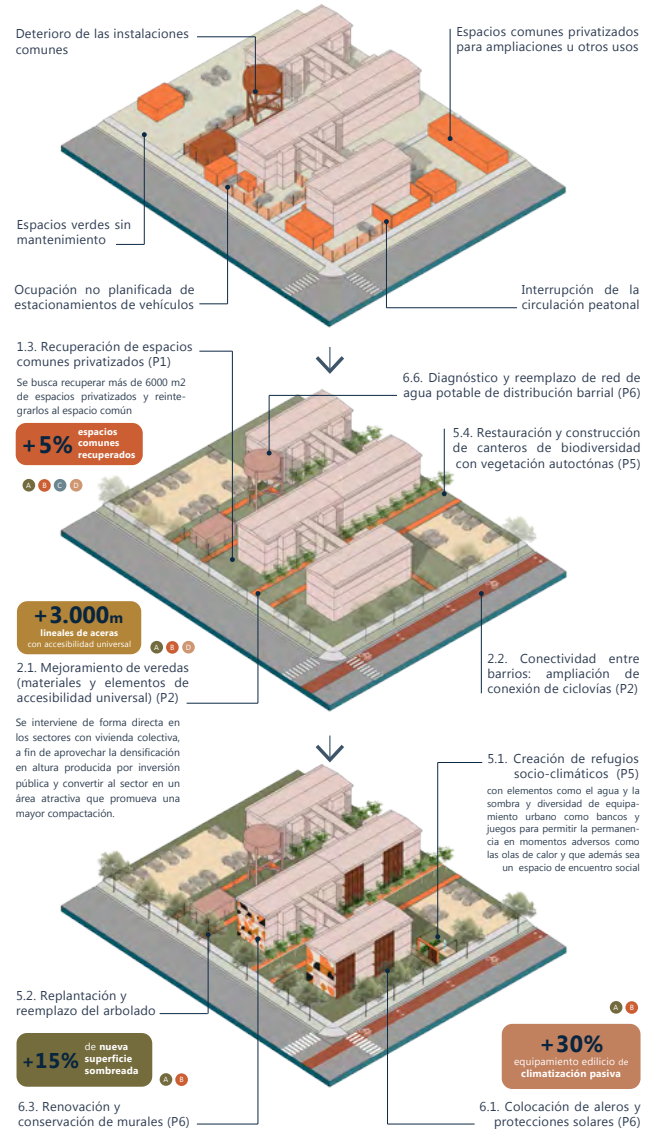 Deterioro de las instalaciones
comunes
Espacios comunes privatizados
para ampliaciones u otros usos
Espacios verdes sin
mantenimiento
Ocupación no planificada de
estacionamientos de vehículos
Interrupción de la
circulación peatonal
1.3. Recuperación de espacios
comunes privatizados (P1)
Se busca recuperar más de 6000 m2
de espacios privatizados y reinte-
grarlos al espacio común
+5% espacios
comunes
recuperados
A B C D
6.6. Diagnóstico y reemplazo de red de
agua potable de distribución barrial (P6)
5.4. Restauración y construcción
de canteros de biodiversidad
con vegetación autoctónas (P5)
+3.000m
lineales de aceras
con accesibilidad universal
A B D
2.1. Mejoramiento de veredas
(materiales y elementos de
accesibilidad universal) (P2)
2.2. Conectividad entre
barrios: ampliación de
conexión de ciclovías (P2)
Se interviene de forma directa en
los sectores con vivienda colectiva,
a fin de aprovechar la densificación
en altura producida por inversión
pública y convertir al sector en un
área atractiva que promueva una
mayor compactación.
5.1. Creación de refugios
socio-climáticos (P5)
con elementos como el agua y la
sombra y diversidad de equipa-
miento urbano como bancos y
juegos para permitir la permanen-
cia en momentos adversos como
las olas de calor y que además sea
un espacio de encuentro social
5.2. Replantación y
reemplazo del arbolado
+15% de nueva
superficie
sombreada
A B
A B
+30%
equipamiento edilicio de
climatización pasiva
6.3. Renovación y
conservación de murales (P6)
6.1. Colocación de aleros y
protecciones solares (P6)